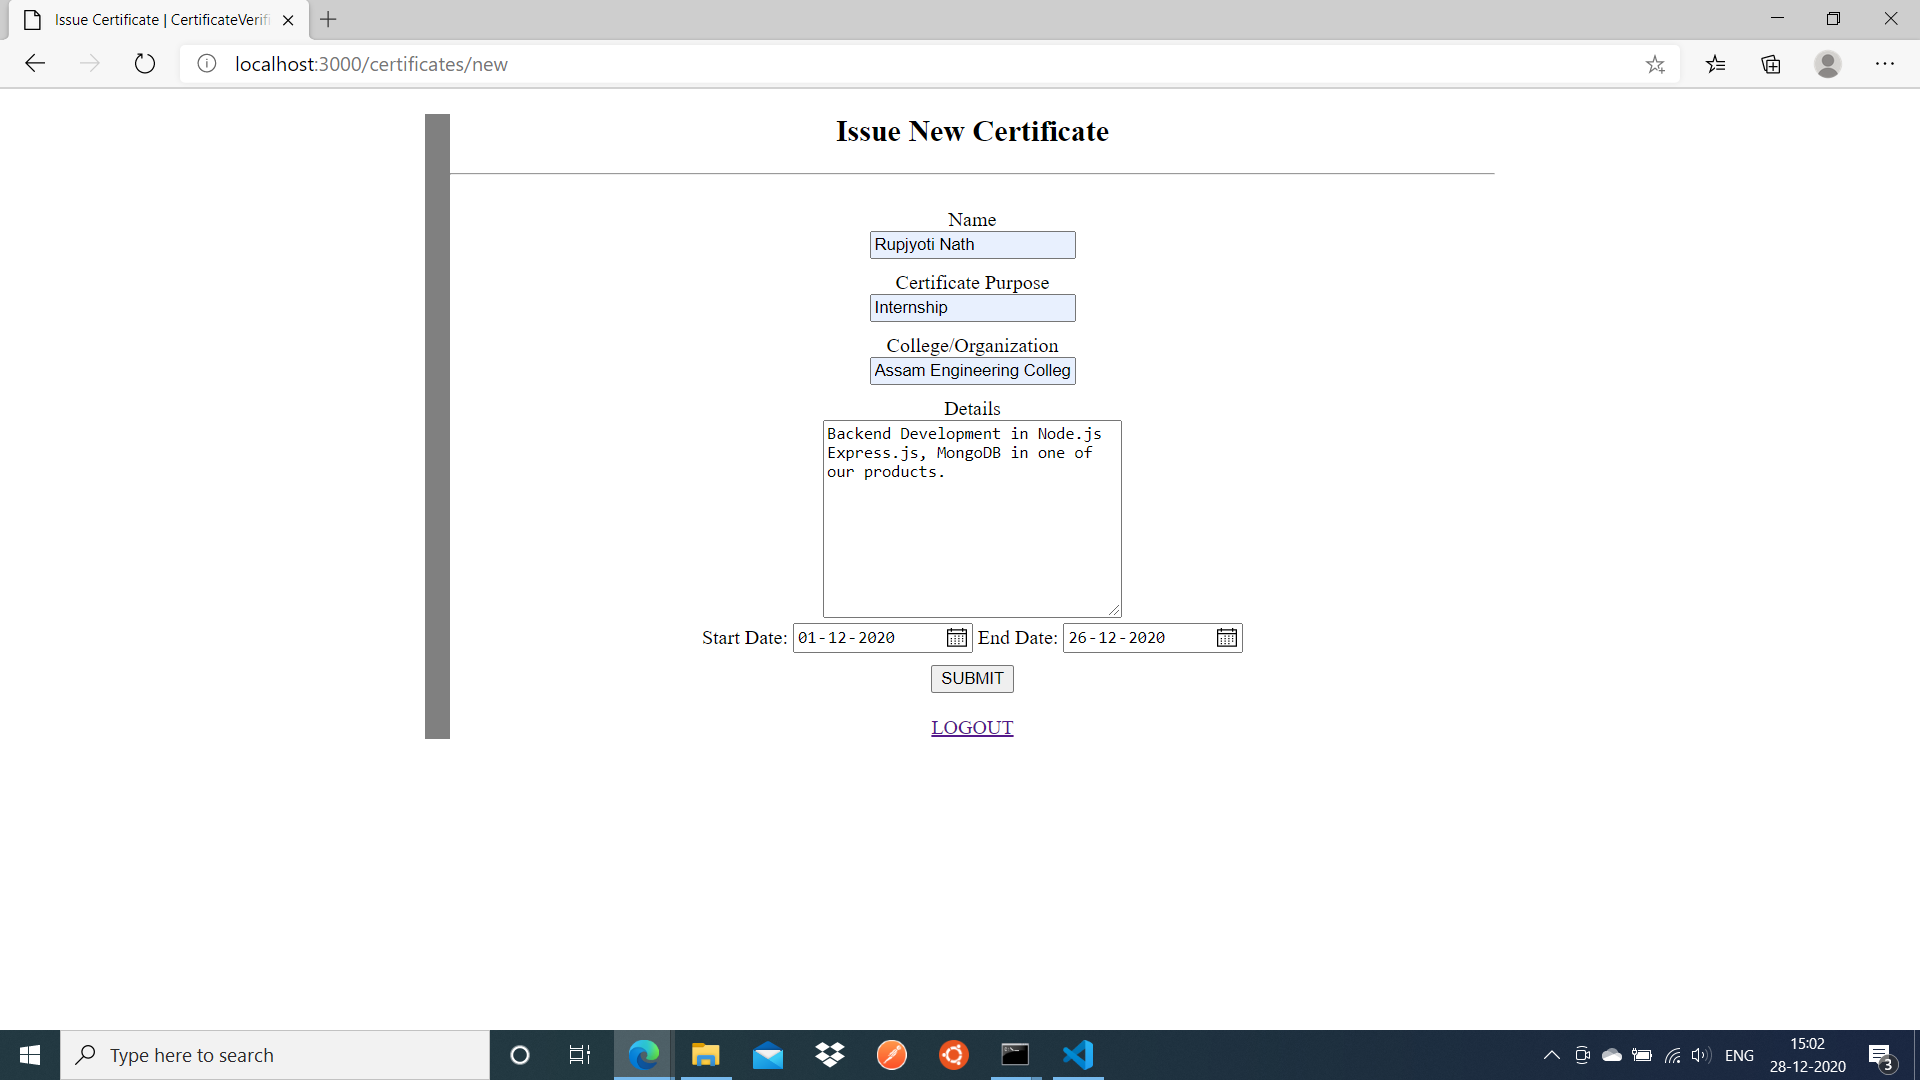 Issue Certificate | CertificateVerifi
localhost:3000/certificates/new
Issue New Certificate
Name
Rupjyoti Nath
Certificate Purpose
Internship
College/Organization
Assam Engineering Colleg
Details
Backend Development in Node.js
Express.js, MongoDB in one of
our products.
Start Date: 01-12-2020 End Date: 26-12-2020
SUBMIT
LOGOUT
Type here to search
ENG
15:02
28-12-2020
3